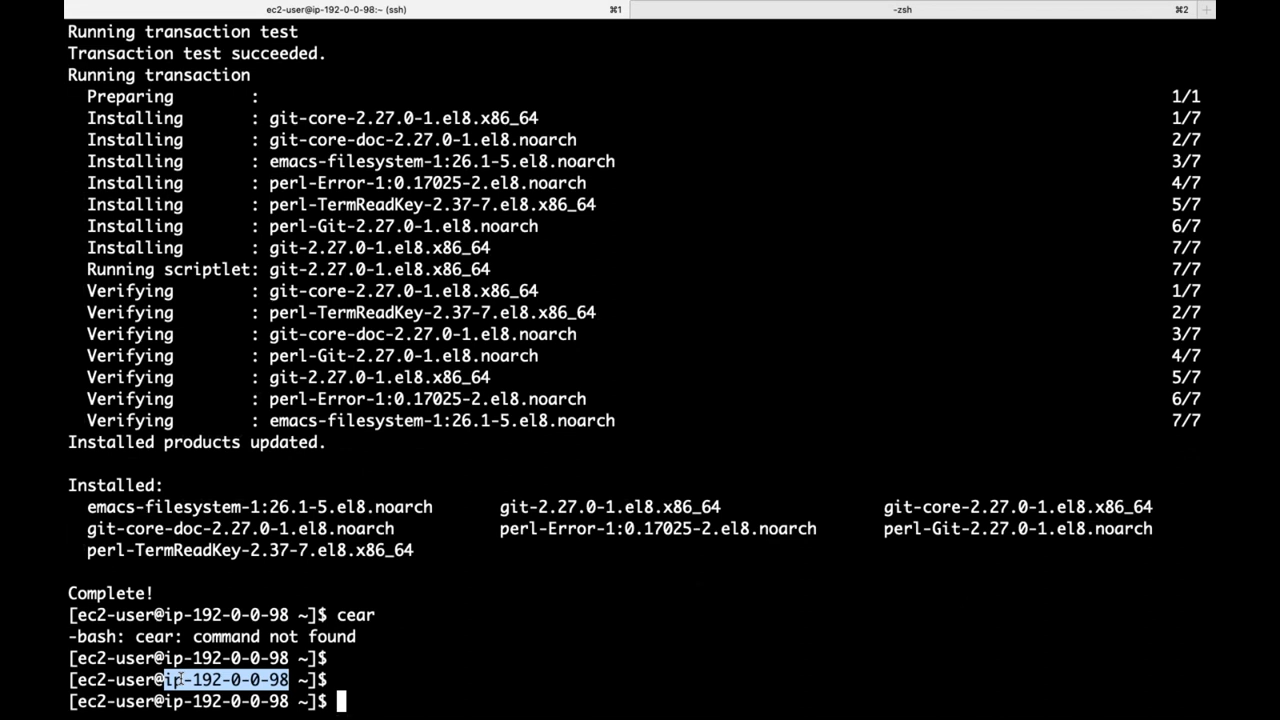 ec2-user@ip-192-0-0-98:~ (ssh) ⌘1 -zsh ⌘2 +
Running transaction test
Transaction test succeeded.
Running transaction
Preparing : 1/1
Installing : git-core-2.27.0-1.el8.x86_64 1/7
Installing : git-core-doc-2.27.0-1.el8.noarch 2/7
Installing : emacs-filesystem-1:26.1-5.el8.noarch 3/7
Installing : perl-Error-1:0.17025-2.el8.noarch 4/7
Installing : perl-TermReadKey-2.37-7.el8.x86_64 5/7
Installing : perl-Git-2.27.0-1.el8.noarch 6/7
Installing : git-2.27.0-1.el8.x86_64 7/7
Running scriptlet: git-2.27.0-1.el8.x86_64 7/7
Verifying : git-core-2.27.0-1.el8.x86_64 1/7
Verifying : perl-TermReadKey-2.37-7.el8.x86_64 2/7
Verifying : git-core-doc-2.27.0-1.el8.noarch 3/7
Verifying : perl-Git-2.27.0-1.el8.noarch 4/7
Verifying : git-2.27.0-1.el8.x86_64 5/7
Verifying : perl-Error-1:0.17025-2.el8.noarch 6/7
Verifying : emacs-filesystem-1:26.1-5.el8.noarch 7/7
Installed products updated.
Installed:
emacs-filesystem-1:26.1-5.el8.noarch git-2.27.0-1.el8.x86_64 git-core-2.27.0-1.el8.x86_64
git-core-doc-2.27.0-1.el8.noarch perl-Error-1:0.17025-2.el8.noarch perl-Git-2.27.0-1.el8.noarch
perl-TermReadKey-2.37-7.el8.x86_64
Complete!
[ec2-user@ip-192-0-0-98 ~]$ cear
-bash: cear: command not found
[ec2-user@ip-192-0-0-98 ~]$
[ec2-user@ip-192-0-0-98 ~]$
[ec2-user@ip-192-0-0-98 ~]$